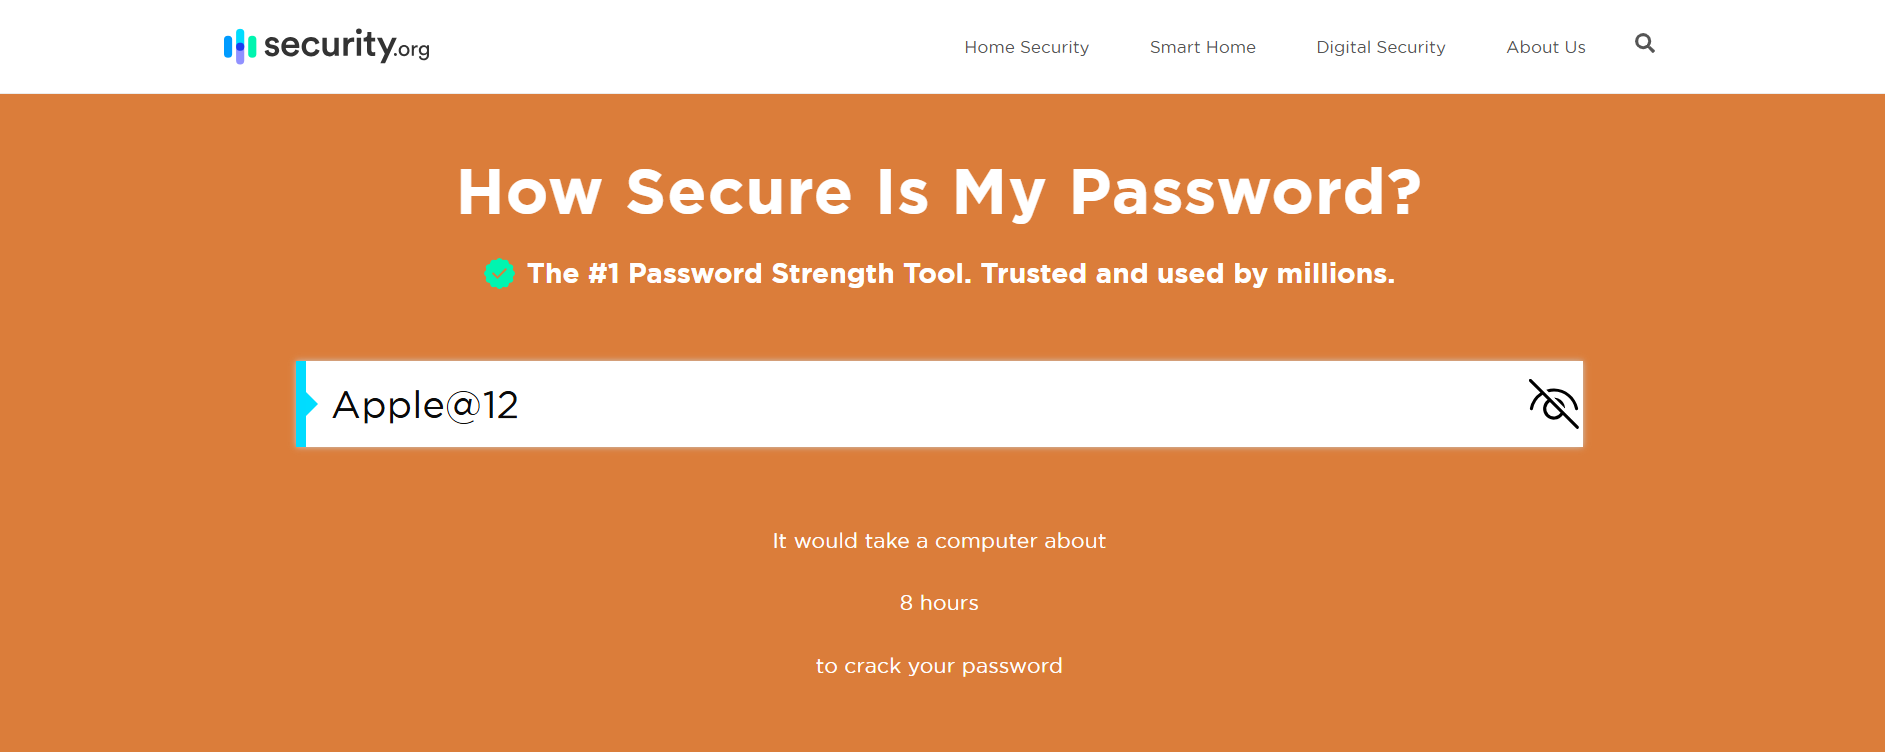 security.org
Home Security Smart Home Digital Security About Us
How Secure Is My Password?
The #1 Password Strength Tool. Trusted and used by millions.
Apple@12
It would take a computer about
8 hours
to crack your password